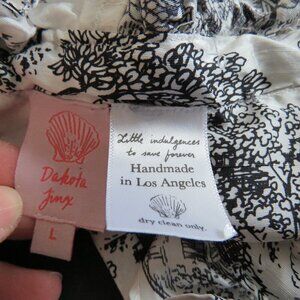 Dakota
Jinx
L
Little indulgences
to save forever
Handmade
in Los Angeles
dry clean only.